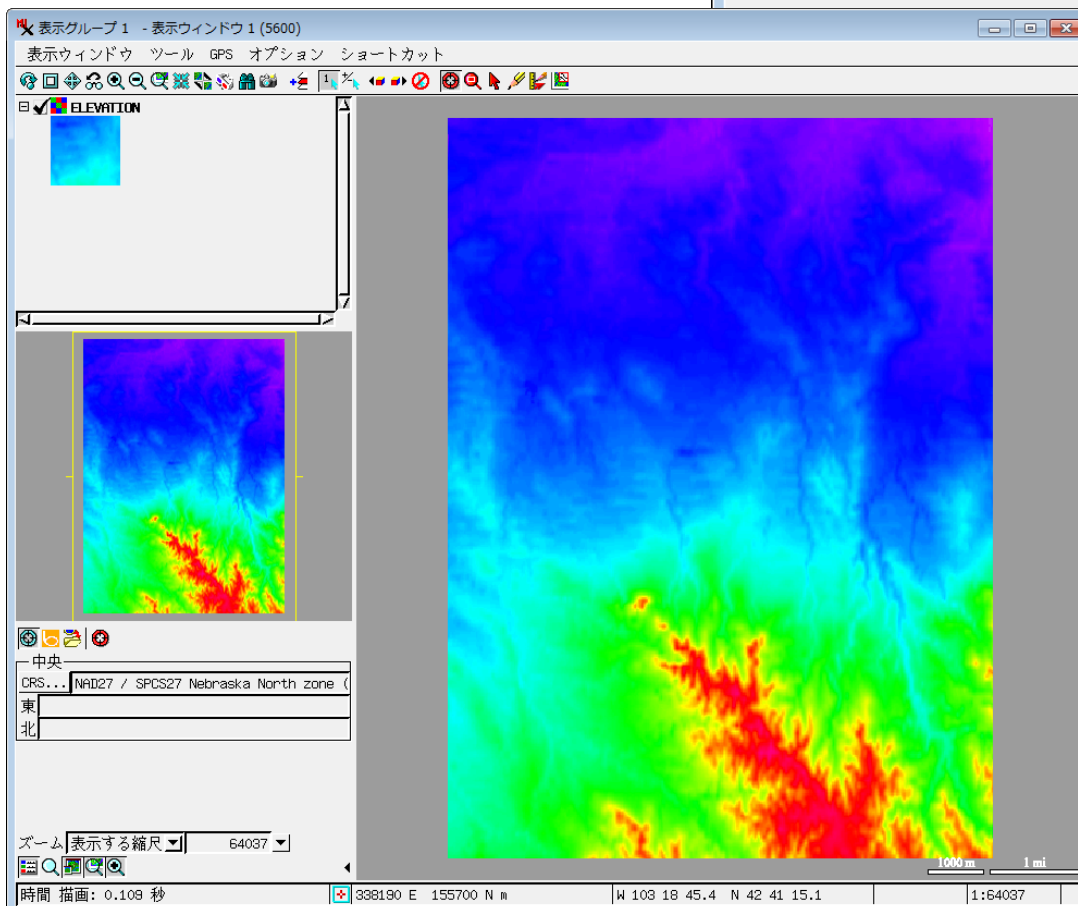 表示グループ 1 - 表示ウィンドウ 1 (5600)
表示ウィンドウ ツール GPS オプション ショートカット
ELEVATION
中央
CRS... NAD27 / SPCS27 Nebraska North zone (
東
北
ズーム 表示する縮尺 64037
1000 m 1 mi
時間 描画: 0.109 秒 338190 E 155700 N m W 103 18 45.4 N 42 41 15.1 1:64037